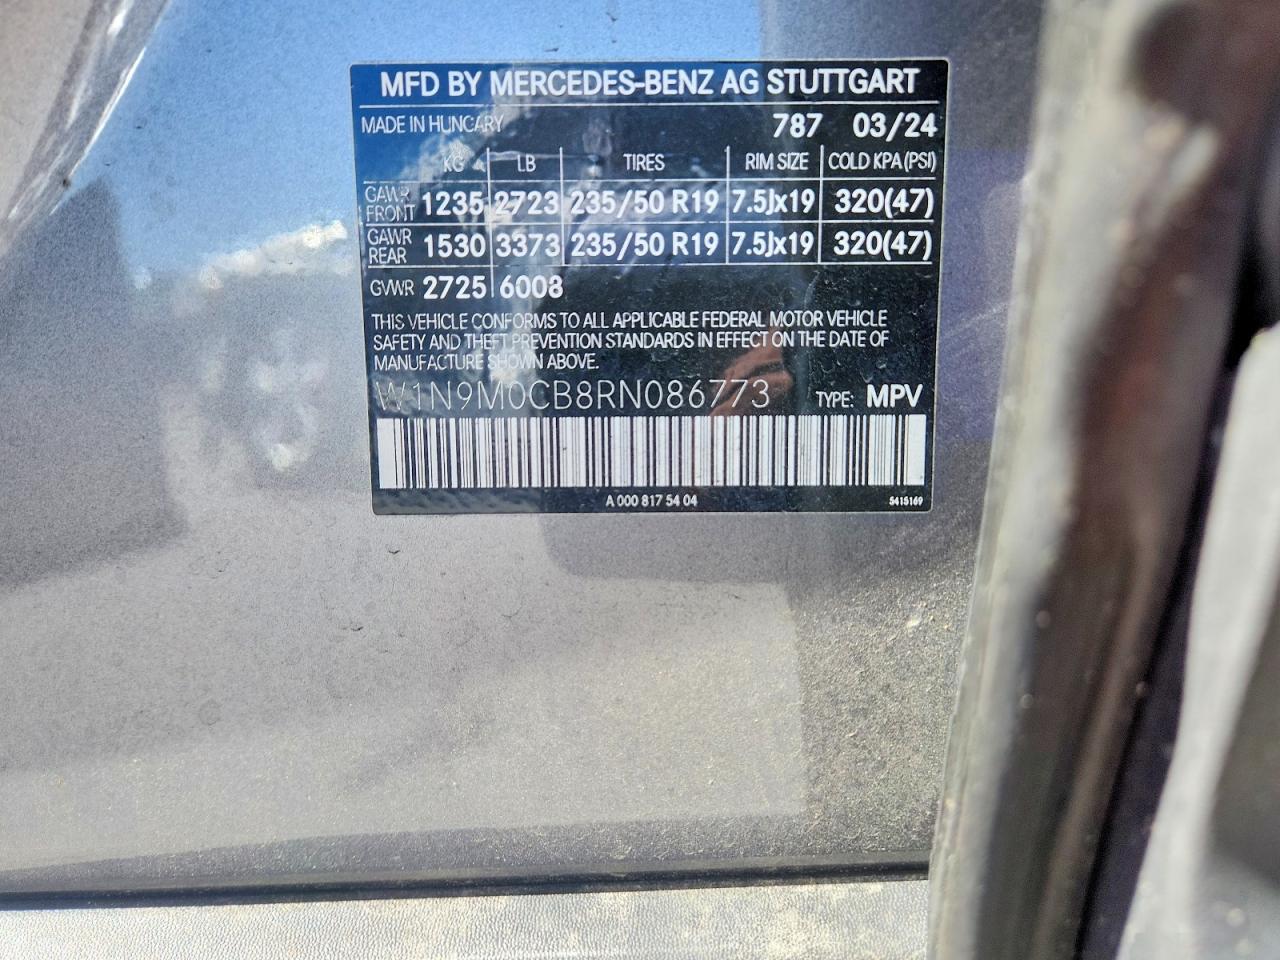 MFD BY MERCEDES-BENZ AG STUTTGART
MADE IN HUNGARY 787 03/24
KG LB TIRES RIM SIZE COLD KPA(PSI)
GAWR FRONT 1235 2723 235/50 R19 7.5Jx19 320(47)
GAWR REAR 1530 3373 235/50 R19 7.5Jx19 320(47)
GVWR 2725 6008
THIS VEHICLE CONFORMS TO ALL APPLICABLE FEDERAL MOTOR VEHICLE
SAFETY AND THEFT PREVENTION STANDARDS IN EFFECT ON THE DATE OF
MANUFACTURE SHOWN ABOVE.
W1N9M0CB8RN086773 TYPE: MPV
A 000 817 54 04 5415169